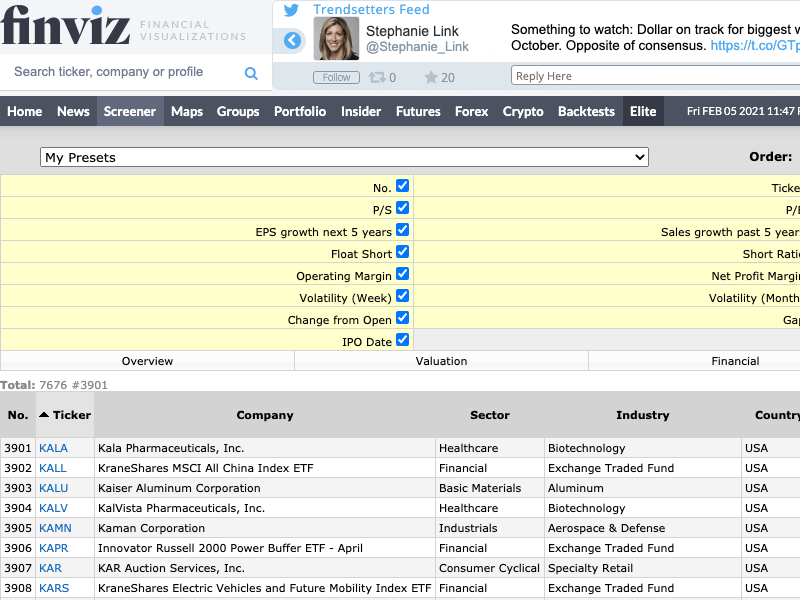 finviz FINANCIAL VISUALIZATIONS
Trendsetters Feed
Stephanie Link
@Stephanie_Link
Something to watch: Dollar on track for biggest w
October. Opposite of consensus. https://t.co/GTp
Search ticker, company or profile
Follow 0 20 Reply Here
Home News Screener Maps Groups Portfolio Insider Futures Forex Crypto Backtests Elite Fri FEB 05 2021 11:47 P
My Presets Order:
No. Ticke
P/S P/E
EPS growth next 5 years Sales growth past 5 year
Float Short Short Rati
Operating Margin Net Profit Margi
Volatility (Week) Volatility (Month
Change from Open Gap
IPO Date
Overview Valuation Financial
Total: 7676 #3901
No. Ticker Company Sector Industry Country
3901 KALA Kala Pharmaceuticals, Inc. Healthcare Biotechnology USA
3902 KALL KraneShares MSCI All China Index ETF Financial Exchange Traded Fund USA
3903 KALU Kaiser Aluminum Corporation Basic Materials Aluminum USA
3904 KALV KalVista Pharmaceuticals, Inc. Healthcare Biotechnology USA
3905 KAMN Kaman Corporation Industrials Aerospace & Defense USA
3906 KAPR Innovator Russell 2000 Power Buffer ETF - April Financial Exchange Traded Fund USA
3907 KAR KAR Auction Services, Inc. Consumer Cyclical Specialty Retail USA
3908 KARS KraneShares Electric Vehicles and Future Mobility Index ETF Financial Exchange Traded Fund USA